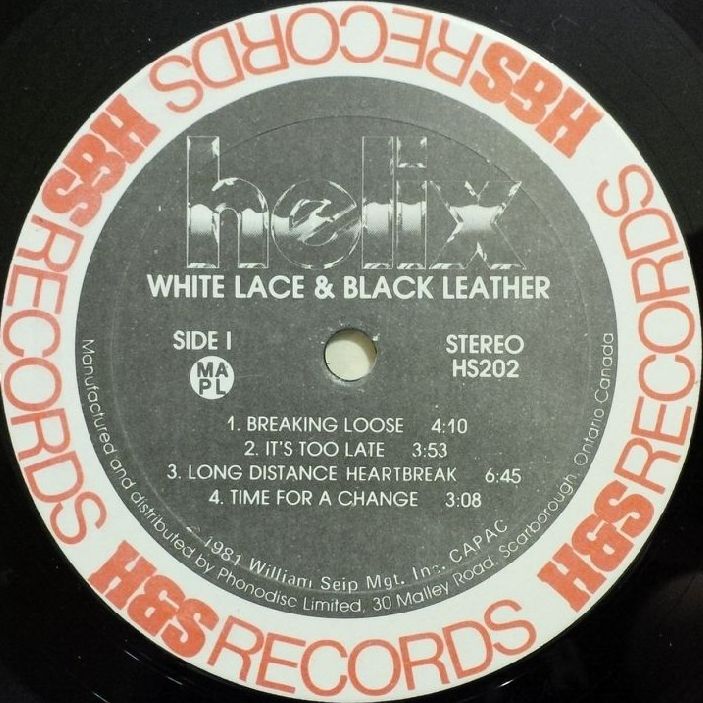 H&S RECORDS H&S RECORDS H&S RECORDS H&S RECORDS
helix
WHITE LACE & BLACK LEATHER
SIDE I
STEREO
MA
PL
HS202
1. BREAKING LOOSE 4:10
2. IT'S TOO LATE 3:53
3. LONG DISTANCE HEARTBREAK 6:45
4. TIME FOR A CHANGE 3:08
© 1981 William Seip Mgt. Inc. CAPAC
Manufactured and distributed by Phonodisc Limited, 30 Malley Road, Scarborough, Ontario Canada